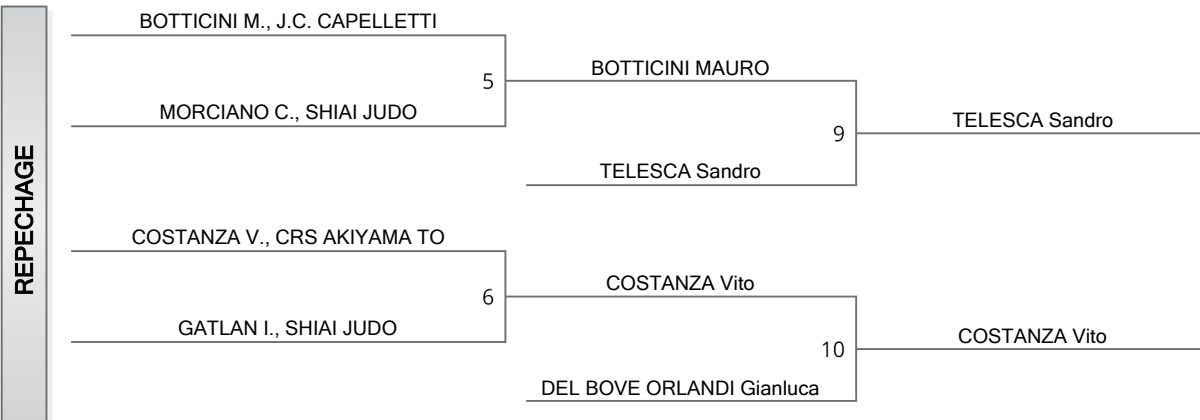 REPECHAGE
BOTTICINI M., J.C. CAPELLETTI
5
MORCIANO C., SHIAI JUDO
BOTTICINI MAURO
9
TELESCA Sandro
TELESCA Sandro
COSTANZA V., CRS AKIYAMA TO
6
GATLAN I., SHIAI JUDO
COSTANZA Vito
10
DEL BOVE ORLANDI Gianluca
COSTANZA Vito